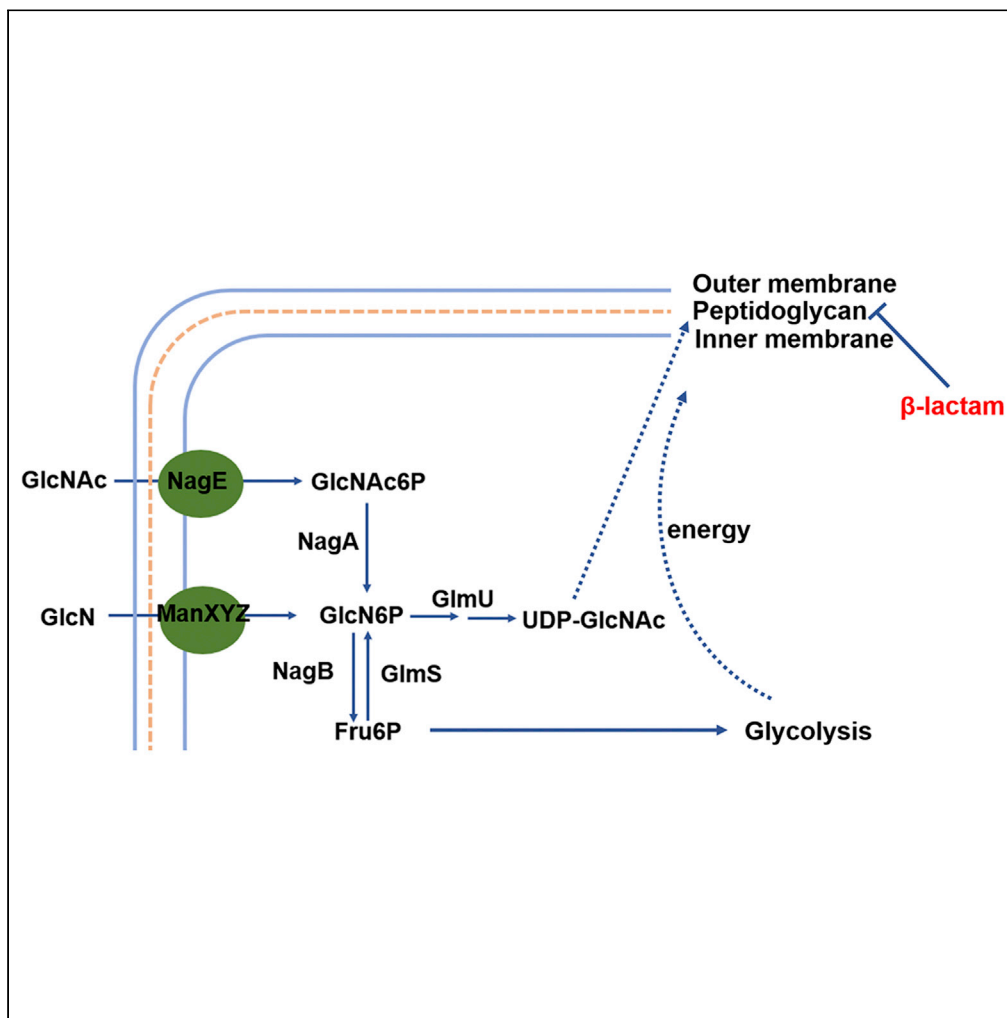 Outer membrane
Peptidoglycan
Inner membrane
β-lactam
GlcNAc
NagE
GlcNAc6P
NagA
energy
GlcN
ManXYZ
GlcN6P
GlmU
UDP-GlcNAc
NagB
GlmS
Fru6P
Glycolysis